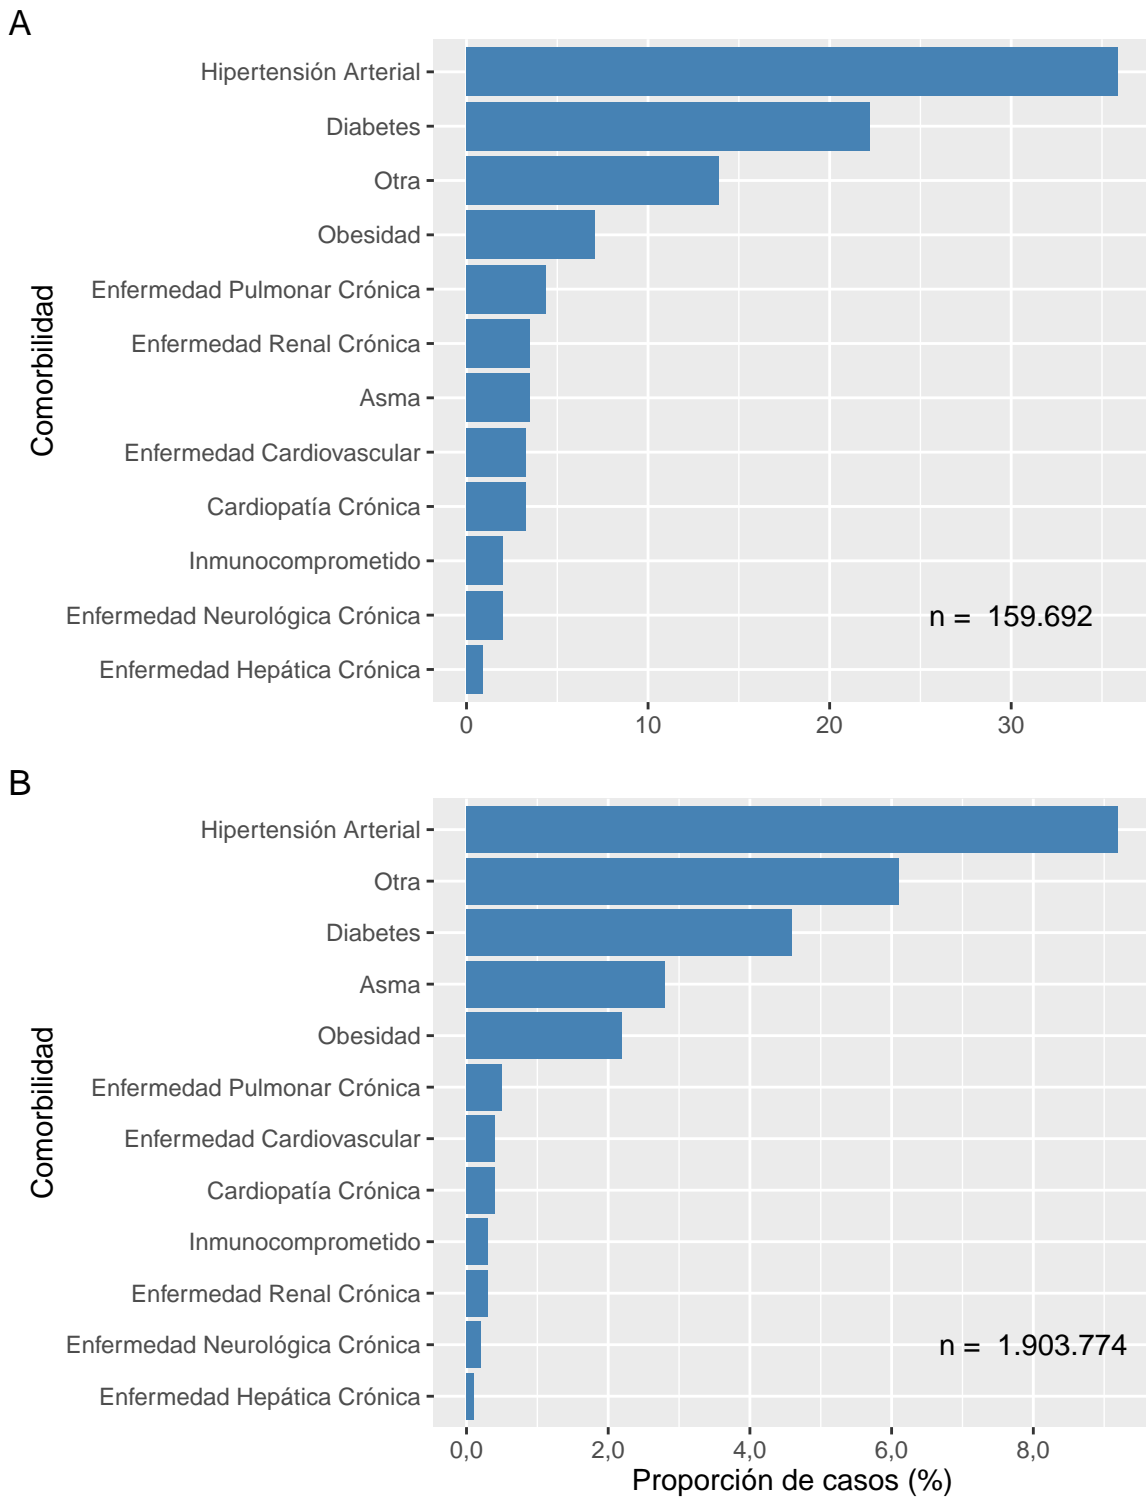 A
Hipertensión Arterial
Diabetes
Otra
Obesidad
Enfermedad Pulmonar Crónica
Enfermedad Renal Crónica
Asma
Enfermedad Cardiovascular
Cardiopatía Crónica
Inmunocomprometido
Enfermedad Neurológica Crónica
Enfermedad Hepática Crónica
Comorbilidad
n = 159.692
0 10 20 30
B
Hipertensión Arterial
Otra
Diabetes
Asma
Obesidad
Enfermedad Pulmonar Crónica
Enfermedad Cardiovascular
Cardiopatía Crónica
Inmunocomprometido
Enfermedad Renal Crónica
Enfermedad Neurológica Crónica
Enfermedad Hepática Crónica
Comorbilidad
n = 1.903.774
0,0 2,0 4,0 6,0 8,0
Proporción de casos (%)